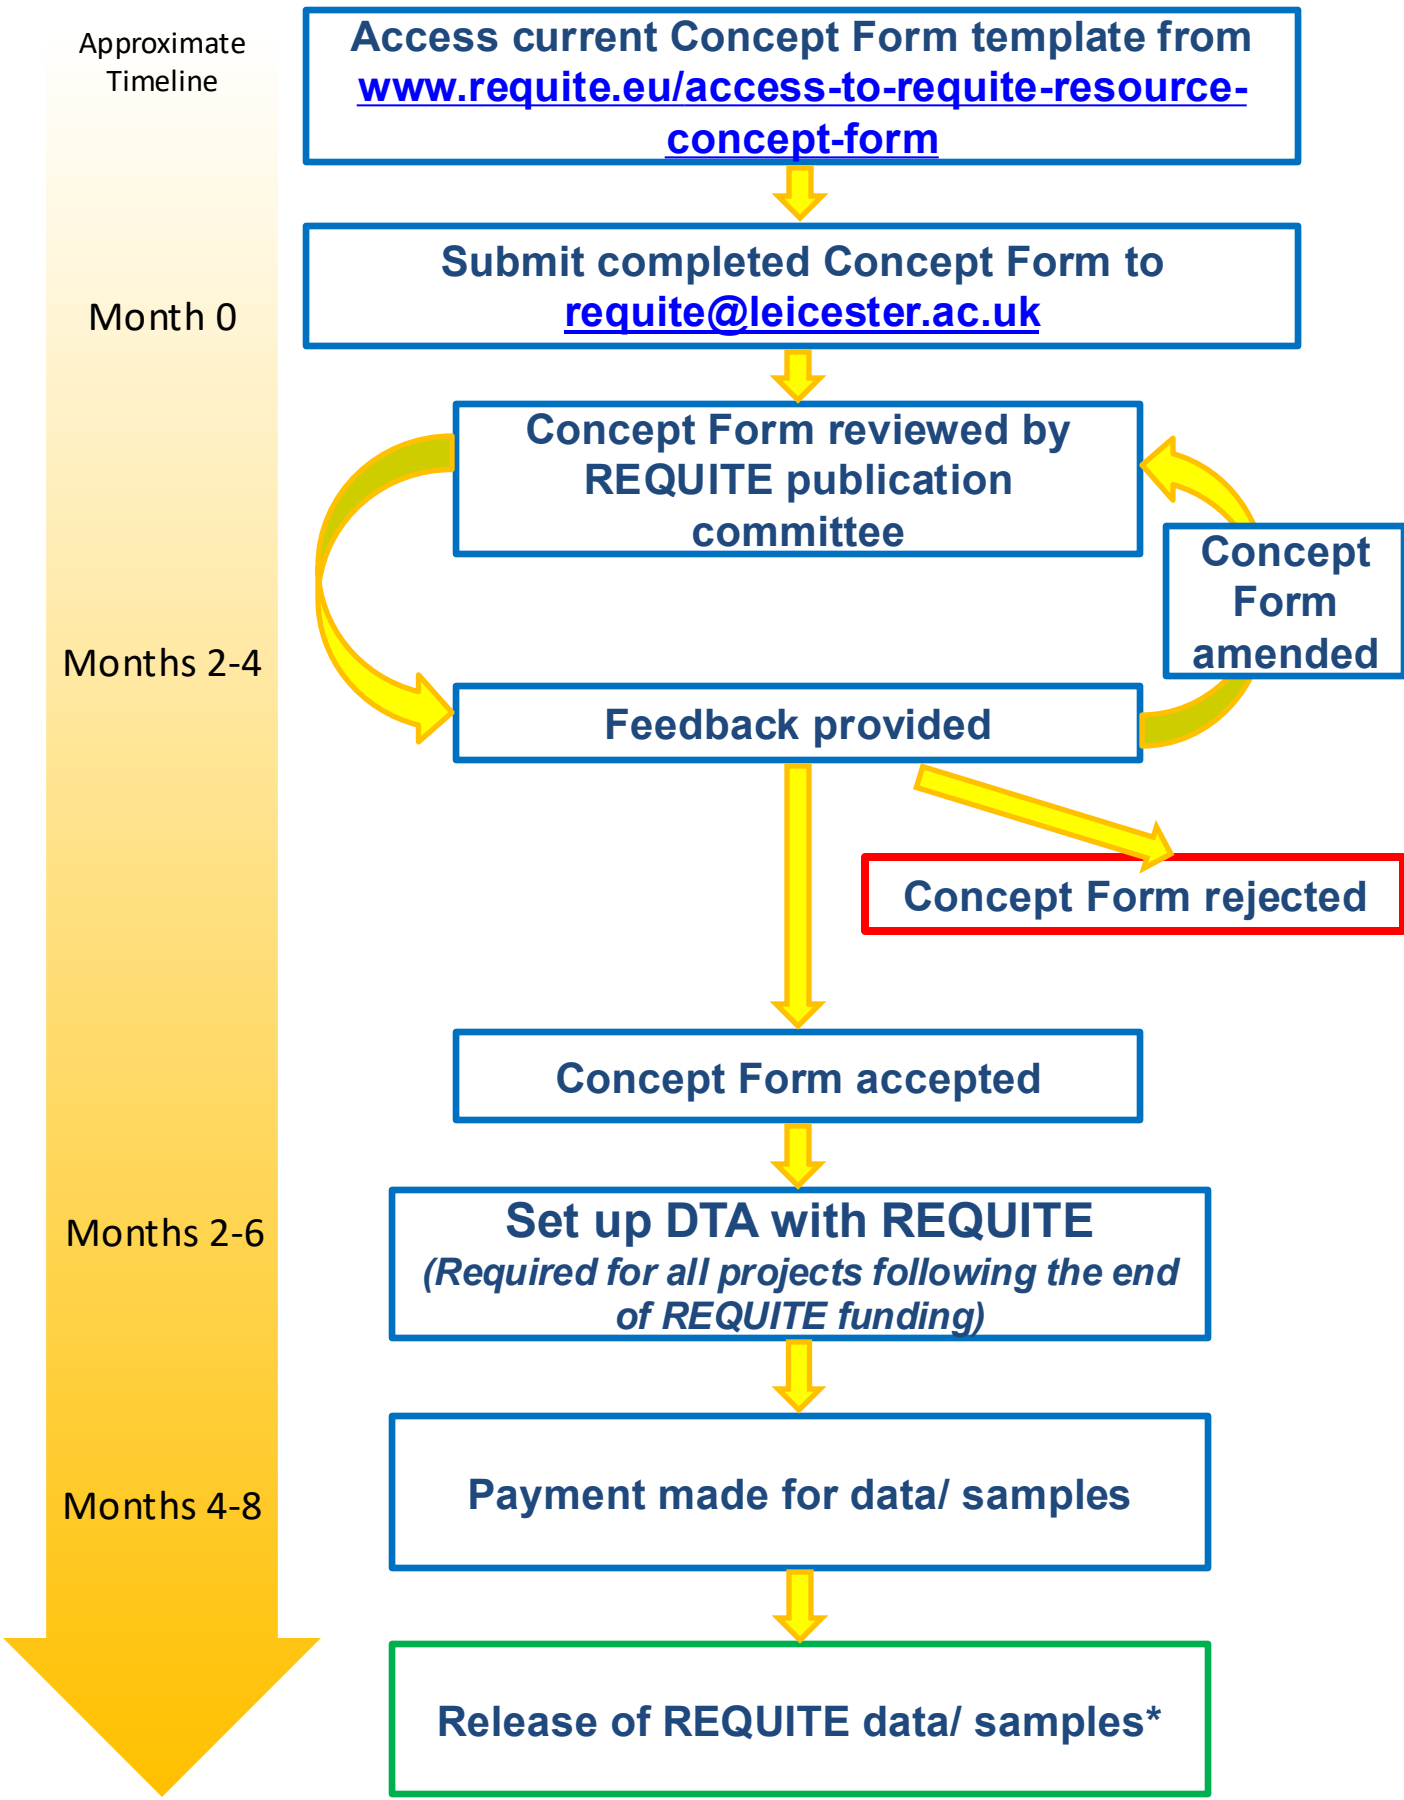 Approximate
Timeline
Access current Concept Form template from
www.requite.eu/access-to-requite-resource-
concept-form
Month 0
Submit completed Concept Form to
requite@leicester.ac.uk
Concept Form reviewed by
REQUITE publication
committee
Concept
Form
amended
Months 2-4
Feedback provided
Concept Form rejected
Concept Form accepted
Months 2-6
Set up DTA with REQUITE
(Required for all projects following the end
of REQUITE funding)
Months 4-8
Payment made for data/ samples
Release of REQUITE data/ samples*